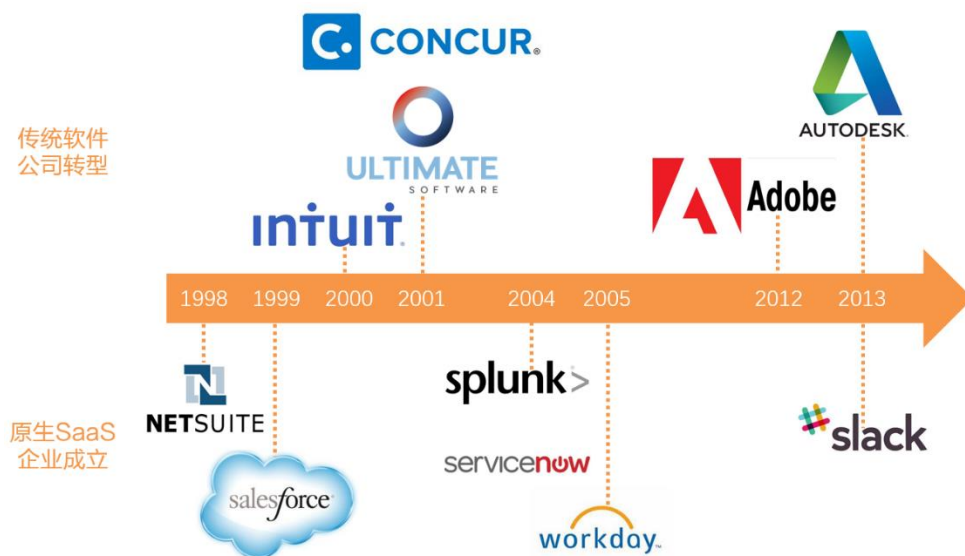 C. CONCUR®
传统软件
公司转型
ULTIMATE
SOFTWARE
AUTODESK.
Adobe
intuit.
1998 1999 2000 2001 2004 2005 2012 2013
N
NETSUITE
splunk>
原生SaaS
企业成立
slack
servicenow
salesforce
workday™